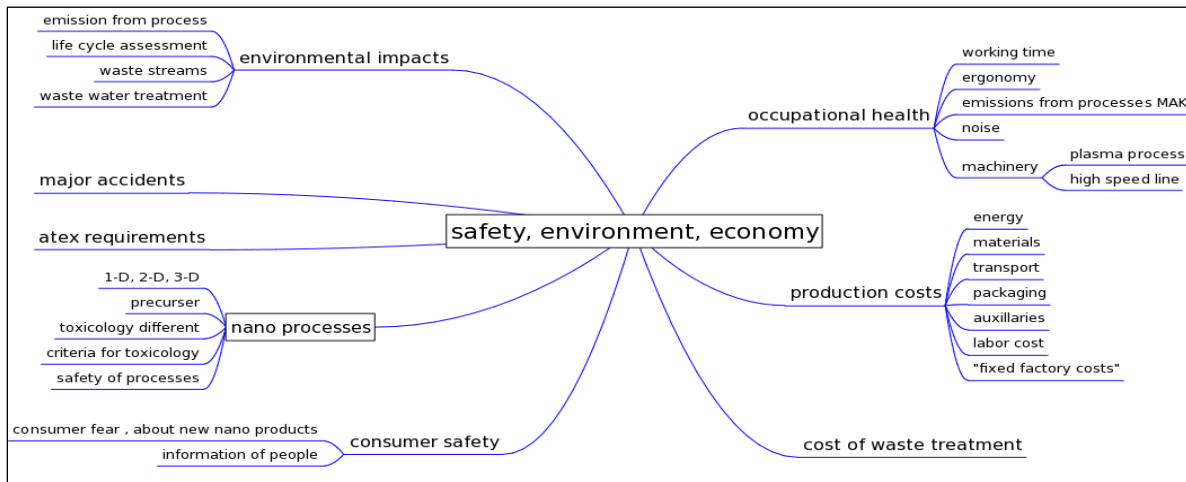 emission from process
life cycle assessment
waste streams
waste water treatment
environmental impacts
major accidents
atex requirements
1-D, 2-D, 3-D
precurser
toxicology different
criteria for toxicology
safety of processes
nano processes
consumer fear , about new nano products
information of people
consumer safety
safety, environment, economy
occupational health
working time
ergonomy
emissions from processes MAK
noise
machinery
plasma process
high speed line
production costs
energy
materials
transport
packaging
auxillaries
labor cost
"fixed factory costs"
cost of waste treatment